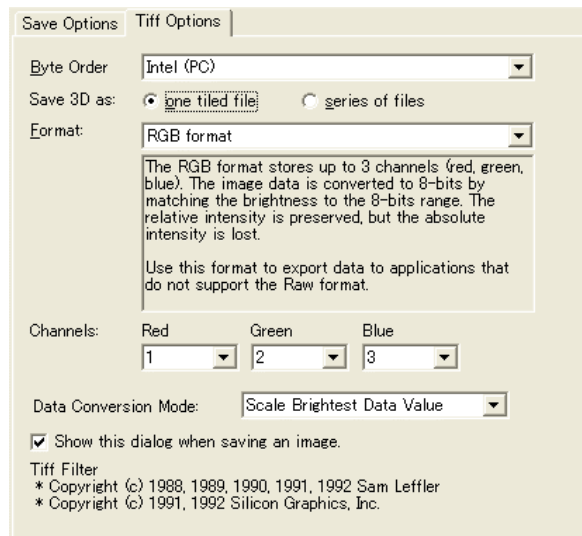 Save Options Tiff Options
Byte Order Intel (PC)
Save 3D as: one tiled file series of files
Format: RGB format
The RGB format stores up to 3 channels (red, green,
blue). The image data is converted to 8-bits by
matching the brightness to the 8-bits range. The
relative intensity is preserved, but the absolute
intensity is lost.
Use this format to export data to applications that
do not support the Raw format.
Channels: Red Green Blue
1 2 3
Data Conversion Mode: Scale Brightest Data Value
Show this dialog when saving an image.
Tiff Filter
* Copyright (c) 1988, 1989, 1990, 1991, 1992 Sam Leffler
* Copyright (c) 1991, 1992 Silicon Graphics, Inc.